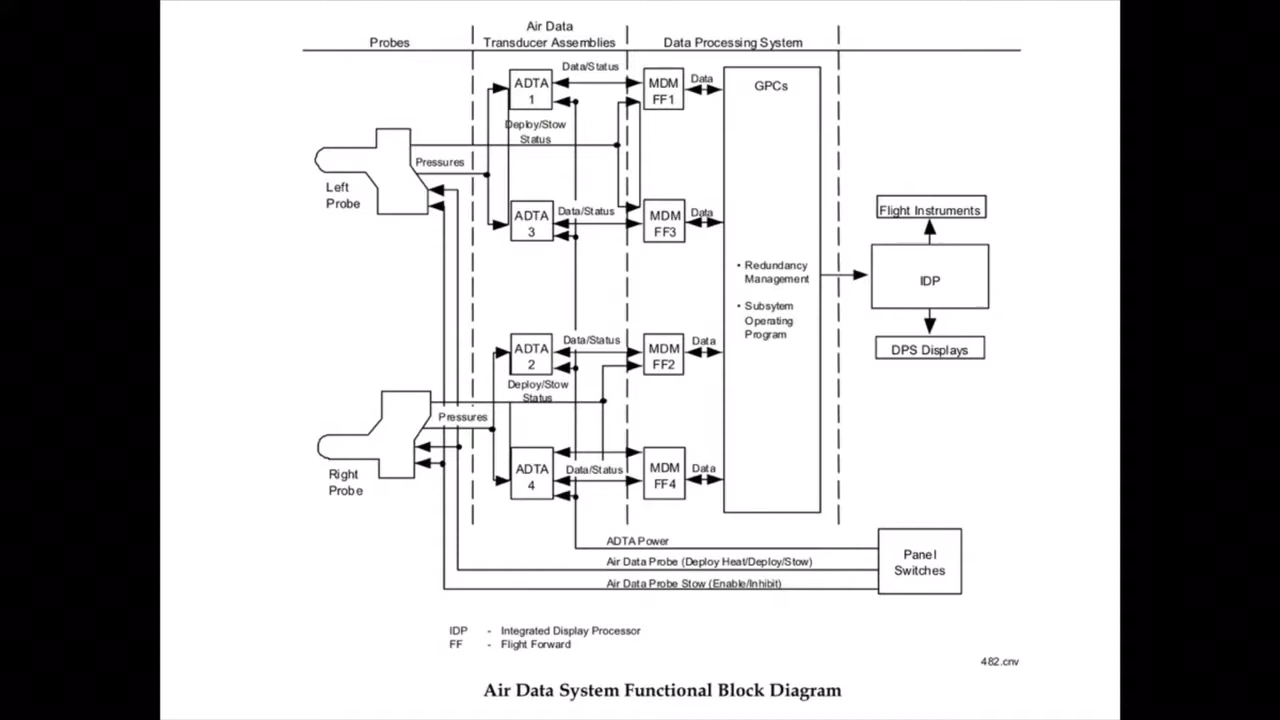 Air Data
Probes
Transducer Assemblies
Data Processing System
Data/Status
ADTA
1
MDM
FF1
Data
GPCs
Deploy/Stow
Status
Pressures
Left
Probe
ADTA
3
Data/Status
MDM
FF3
Data
Flight Instruments
• Redundancy
Management
IDP
• Subsytem
Operating
Program
ADTA
2
Data/Status
MDM
FF2
Data
DPS Displays
Deploy/Stow
Status
Pressures
Right
Probe
ADTA
4
Data/Status
MDM
FF4
Data
ADTA Power
Air Data Probe (Deploy Heat/Deploy/Stow)
Air Data Probe Stow (Enable/Inhibit)
Panel
Switches
IDP - Integrated Display Processor
FF - Flight Forward
482.cnv
Air Data System Functional Block Diagram